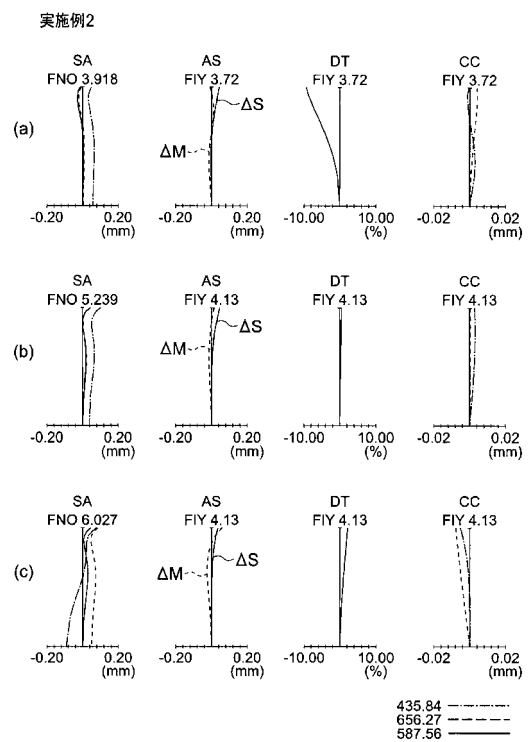 実施例2
SA AS DT CC
FNO 3.918 FIY 3.72 FIY 3.72 FIY 3.72
ΔS
(a)
ΔM
-0.20 0.20 -0.20 0.20 -10.00 10.00 -0.02 0.02
(mm) (mm) (%) (mm)
SA AS DT CC
FNO 5.239 FIY 4.13 FIY 4.13 FIY 4.13
ΔS
(b) ΔM
-0.20 0.20 -0.20 0.20 -10.00 10.00 -0.02 0.02
(mm) (mm) (%) (mm)
SA AS DT CC
FNO 6.027 FIY 4.13 FIY 4.13 FIY 4.13
ΔS
(c) ΔM
-0.20 0.20 -0.20 0.20 -10.00 10.00 -0.02 0.02
(mm) (mm) (%) (mm)
435.84
656.27
587.56